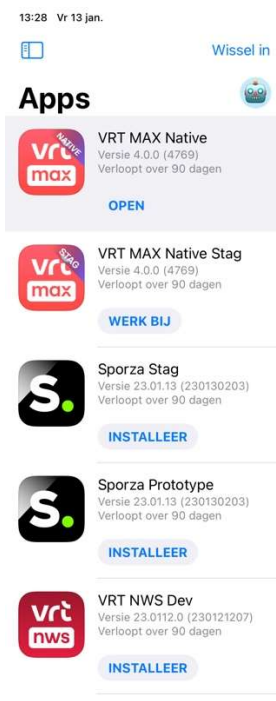 13:28 Vr 13 jan.
Wissel in
Apps
vrt
NATIVE
max
VRT MAX Native
Versie 4.0.0 (4769)
Verloopt over 90 dagen
OPEN
vrt
STAG
max
VRT MAX Native Stag
Versie 4.0.0 (4769)
Verloopt over 90 dagen
WERK BIJ
S.
Sporza Stag
Versie 23.01.13 (230130203)
Verloopt over 90 dagen
INSTALLEER
S.
Sporza Prototype
Versie 23.01.13 (230130203)
Verloopt over 90 dagen
INSTALLEER
vrt
nws
VRT NWS Dev
Versie 23.0112.0 (230121207)
Verloopt over 90 dagen
INSTALLEER